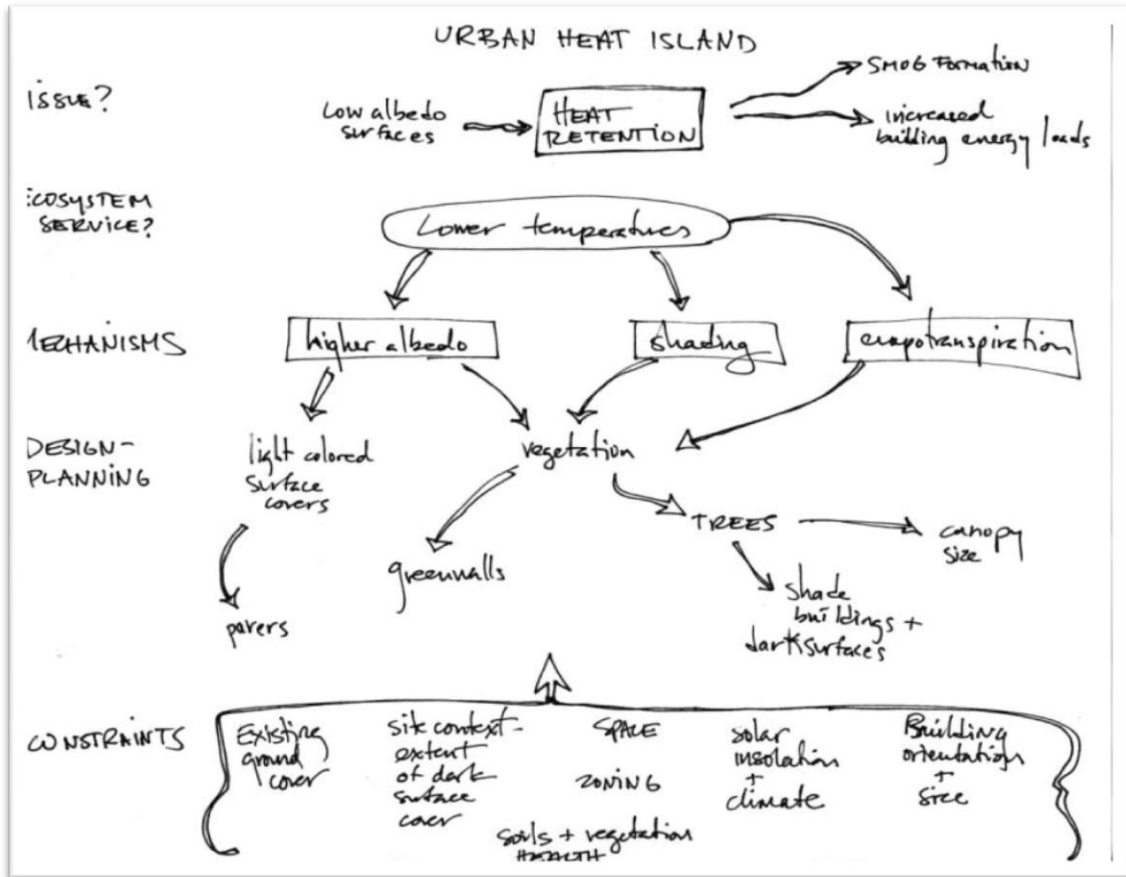 URBAN HEAT ISLAND
ISSUE?
Low albedo
surfaces
HEAT
RETENTION
SMOG FORMATION
increased
building energy loads
ECOSYSTEM
SERVICE?
Lower temperatures
MECHANISMS
higher albedo
shading
evapotranspiration
DESIGN-
PLANNING
light colored
surface
covers
vegetation
TREES
canopy
size
greenwalls
shade
buildings +
dark surfaces
pavers
CONSTRAINTS
Existing
ground
cover
site context-
extent
of dark
surface
cover
SPACE
ZONING
soils + vegetation
HEALTH
solar
insolation
+
climate
Building
orientation
+
size